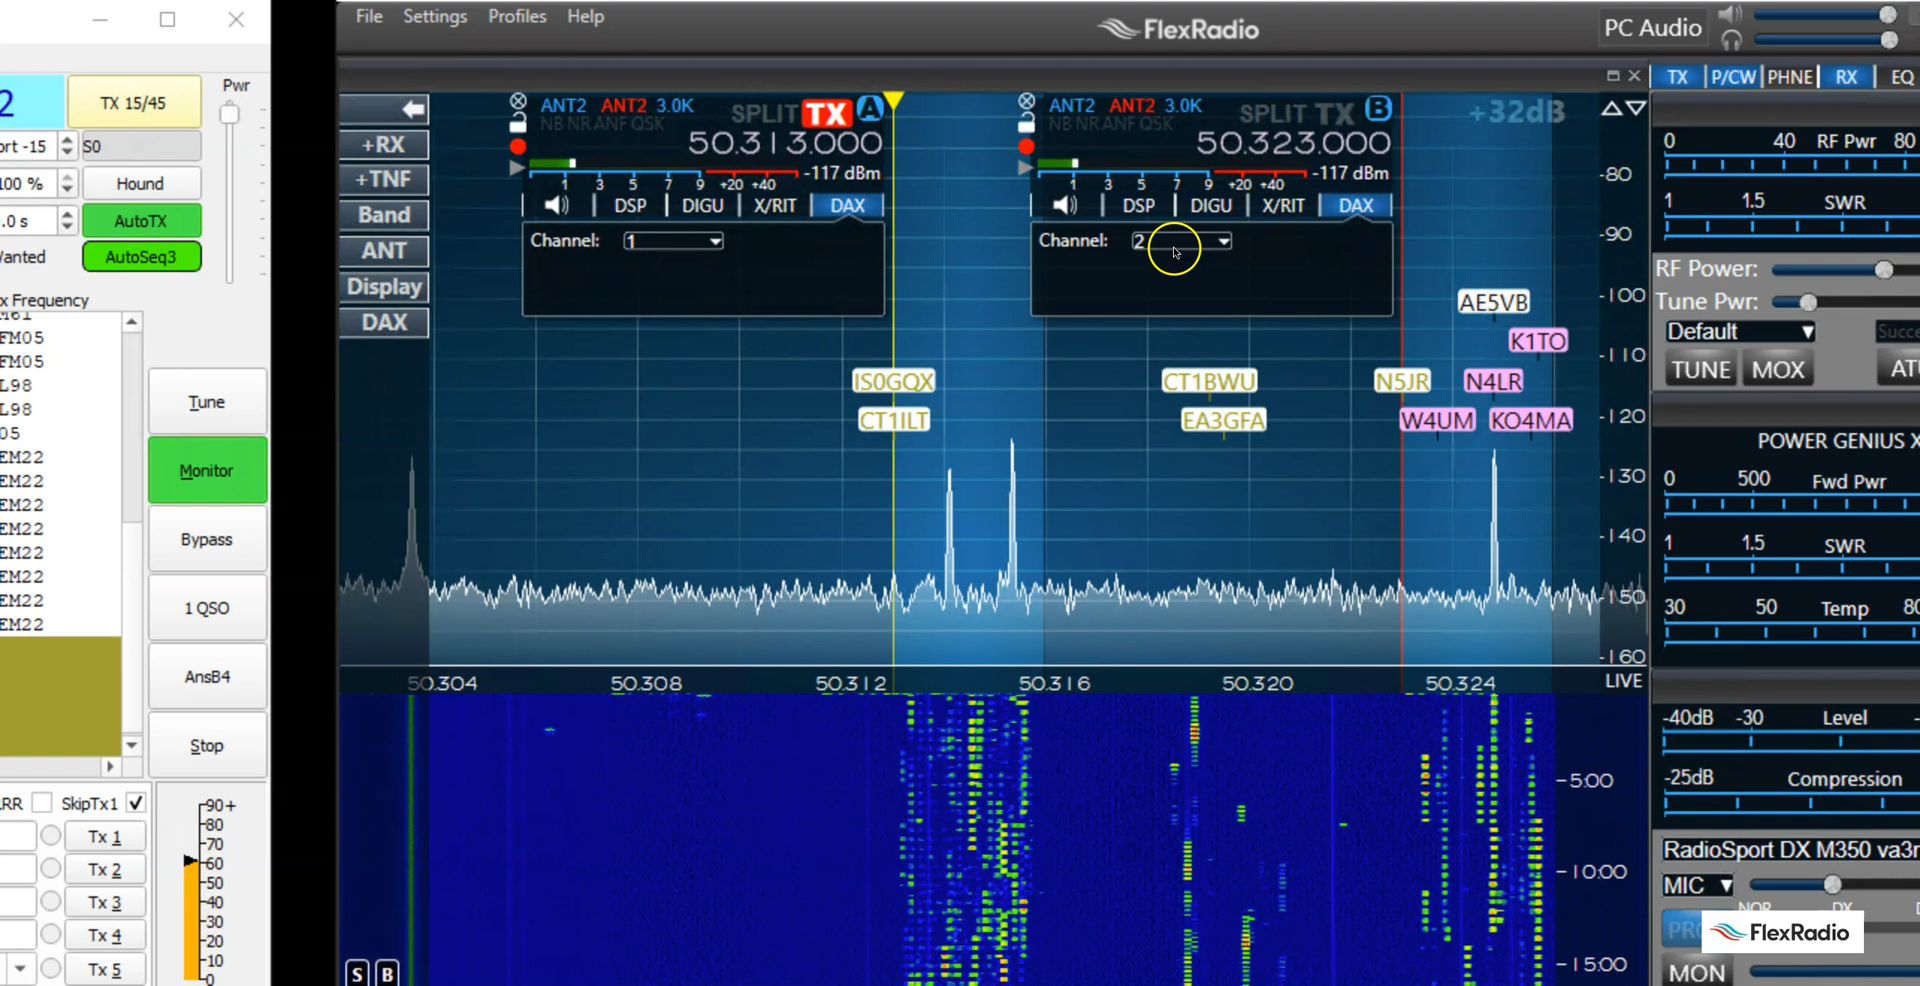 2
TX 15/45
Pwr
ort -15
S0
100 %
Hound
.0 s
AutoTX
Wanted
AutoSeq3
x Frequency
FM05
FM05
L98
L98
05
EM22
EM22
EM22
EM22
EM22
EM22
EM22
EM22
Tune
Monitor
Bypass
1 QSO
AnsB4
Stop
RR
SkipTx1
Tx 1
Tx 2
Tx 3
Tx 4
Tx 5
90+
80
70
60
50
40
30
20
10
0
File Settings Profiles Help
FlexRadio
PC Audio
+RX
+TNF
Band
ANT
Display
DAX
ANT2 ANT2 3.0K
SPLIT TX A
NB NR ANF QSK
50.313.000
-117 dBm
1 3 5 7 9 +20 +40
DSP DIGU X/RIT DAX
Channel: 1
ANT2 ANT2 3.0K
SPLIT TX B
NB NR ANF QSK
50.323.000
-117 dBm
1 3 5 7 9 +20 +40
DSP DIGU X/RIT DAX
Channel: 2
+32dB
-80
-90
-100
-110
-120
-130
-140
-150
-160
AE5VB
K1TO
IS0GQX CT1BWU N5JR N4LR
CT1ILT EA3GFA W4UM KO4MA
50.304 50.308 50.312 50.316 50.320 50.324
LIVE
5:00
10:00
15:00
S B
TX P/CW PHNE RX EQ
0 40 RF Pwr 80
1 1.5 SWR
RF Power:
Tune Pwr:
Default
Succe
TUNE MOX ATU
POWER GENIUS X
0 500 Fwd Pwr
1 1.5 SWR
30 50 Temp 80
-40dB -30 Level
-25dB Compression
RadioSport DX M350 va3r
MIC
NOR DX
PRO
FlexRadio
MON